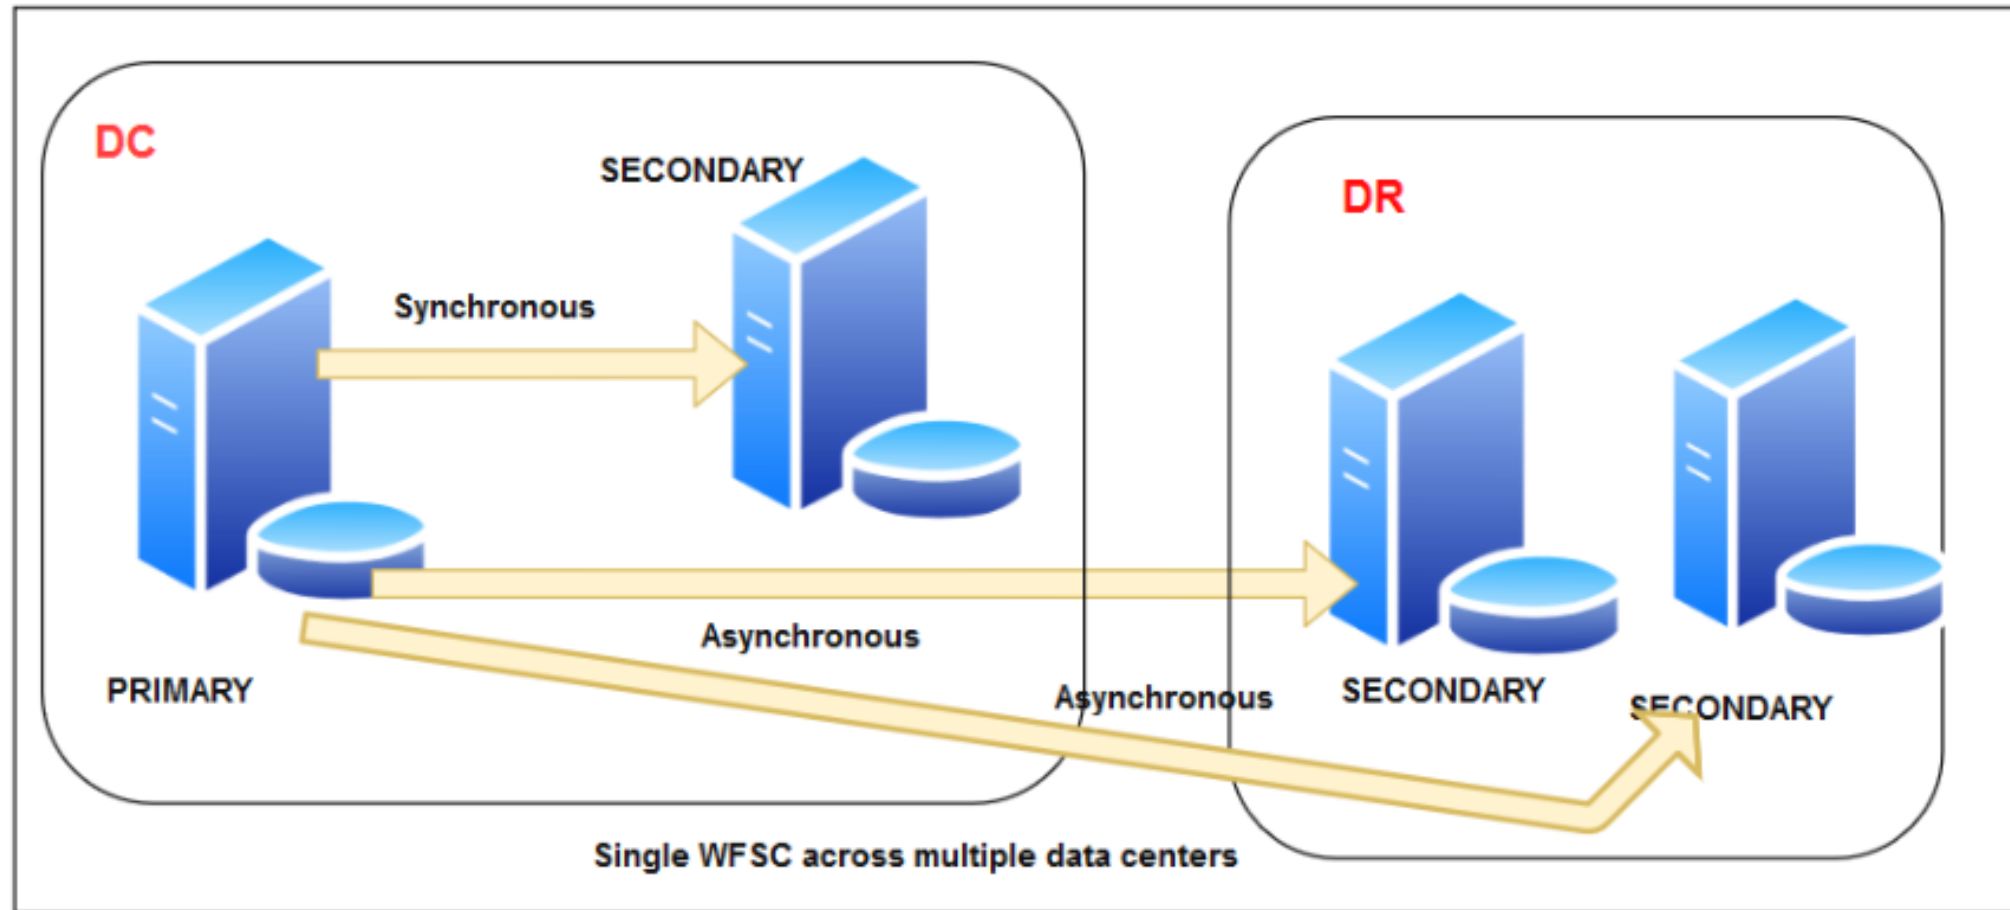 DC
SECONDARY
DR
Synchronous
Asynchronous
PRIMARY
Asynchronous
SECONDARY
SECONDARY
Single WFSC across multiple data centers